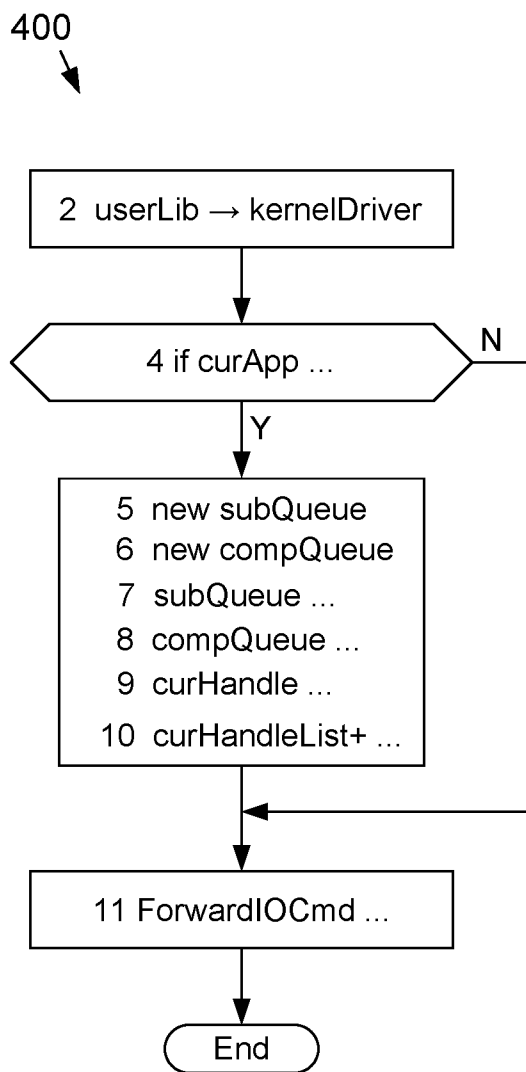 400
2 userLib → kernelDriver
4 if curApp ...
N
Y
5 new subQueue
6 new compQueue
7 subQueue ...
8 compQueue ...
9 curHandle ...
10 curHandleList+ ...
11 ForwardIOCmd ...
End